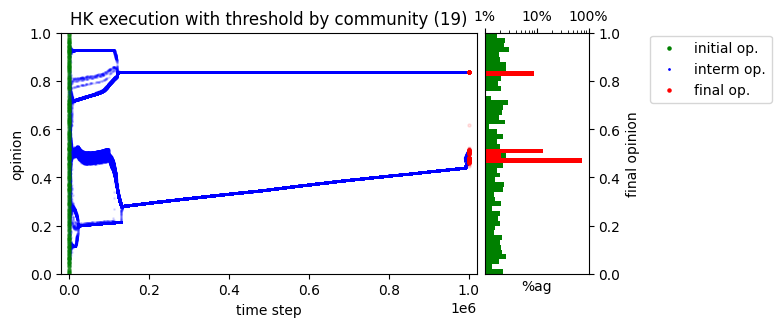 HK execution with threshold by community (19)
1% 10% 100%
initial op.
interm op.
final op.
1.0
0.8
0.6
0.4
0.2
0.0
opinion
0.0 0.2 0.4 0.6 0.8 1.0
1e6
time step
%ag
1.0
0.8
0.6
0.4
0.2
0.0
final opinion